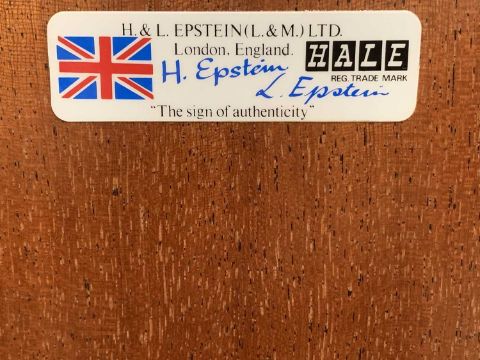 H. & L. EPSTEIN (L. & M.) LTD.
London, England.
HALE
REG. TRADE MARK
H. Epstein
L. Epstein
"The sign of authenticity"